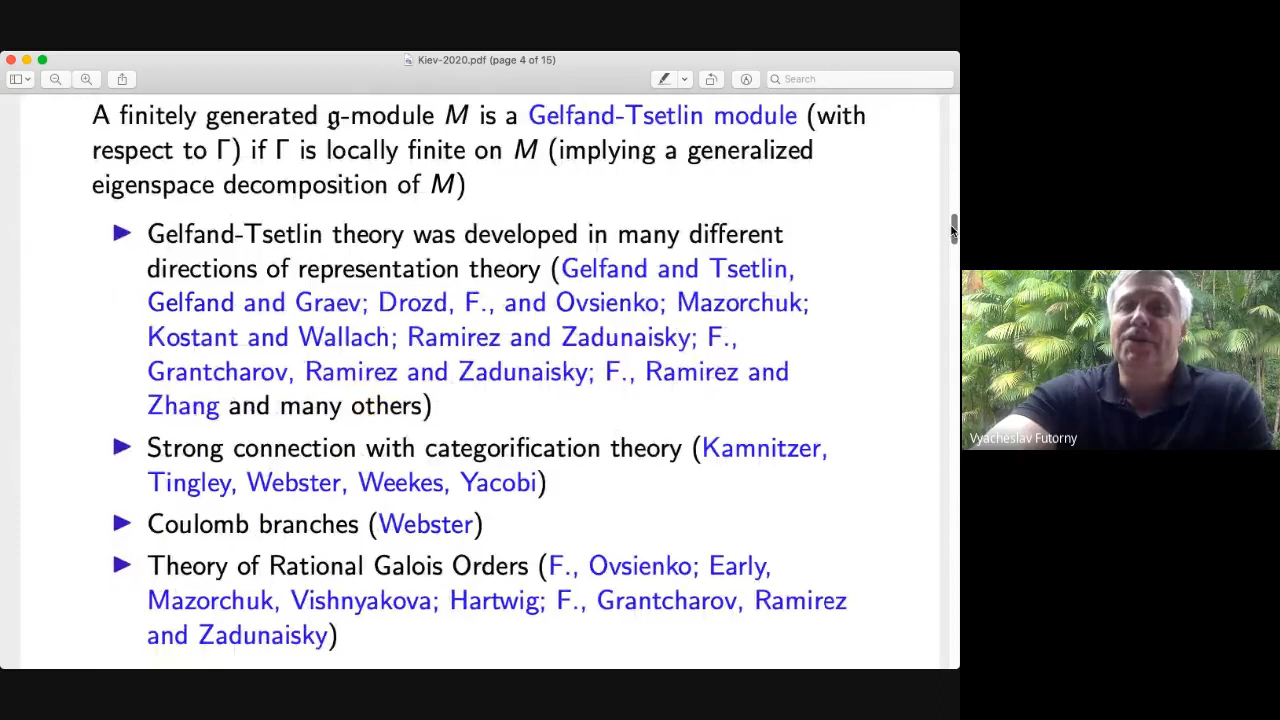 Kiev-2020.pdf (page 4 of 15)
Search
A finitely generated 𝔤-module M is a Gelfand-Tsetlin module (with
respect to Γ) if Γ is locally finite on M (implying a generalized
eigenspace decomposition of M)
▶ Gelfand-Tsetlin theory was developed in many different
directions of representation theory (Gelfand and Tsetlin,
Gelfand and Graev; Drozd, F., and Ovsienko; Mazorchuk;
Kostant and Wallach; Ramirez and Zadunaisky; F.,
Grantcharov, Ramirez and Zadunaisky; F., Ramirez and
Zhang and many others)
▶ Strong connection with categorification theory (Kamnitzer,
Tingley, Webster, Weekes, Yacobi)
▶ Coulomb branches (Webster)
▶ Theory of Rational Galois Orders (F., Ovsienko; Early,
Mazorchuk, Vishnyakova; Hartwig; F., Grantcharov, Ramirez
and Zadunaisky)
Vyacheslav Futorny